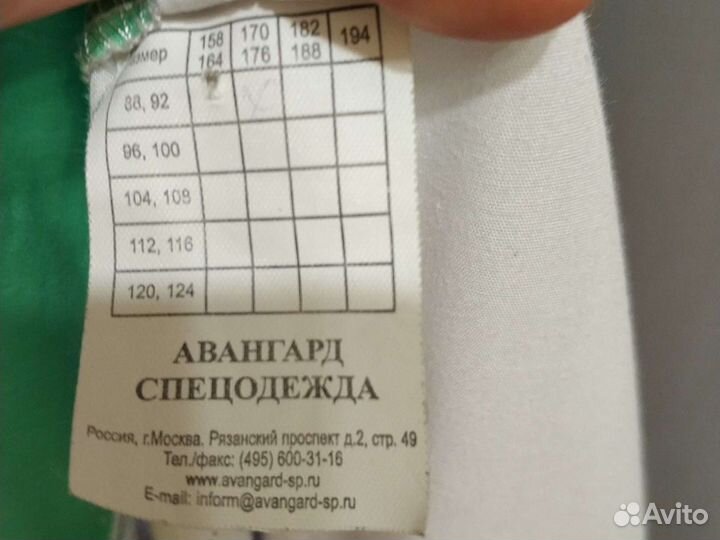 змер 158 164 170 176 182 188 194
88, 92
96, 100
104, 108
112, 116
120, 124
АВАНГАРД
СПЕЦОДЕЖДА
Россия, г.Москва. Рязанский проспект д.2, стр. 49
Тел./факс: (495) 600-31-16
www.avangard-sp.ru
E-mail: inform@avangard-sp.ru
Avito